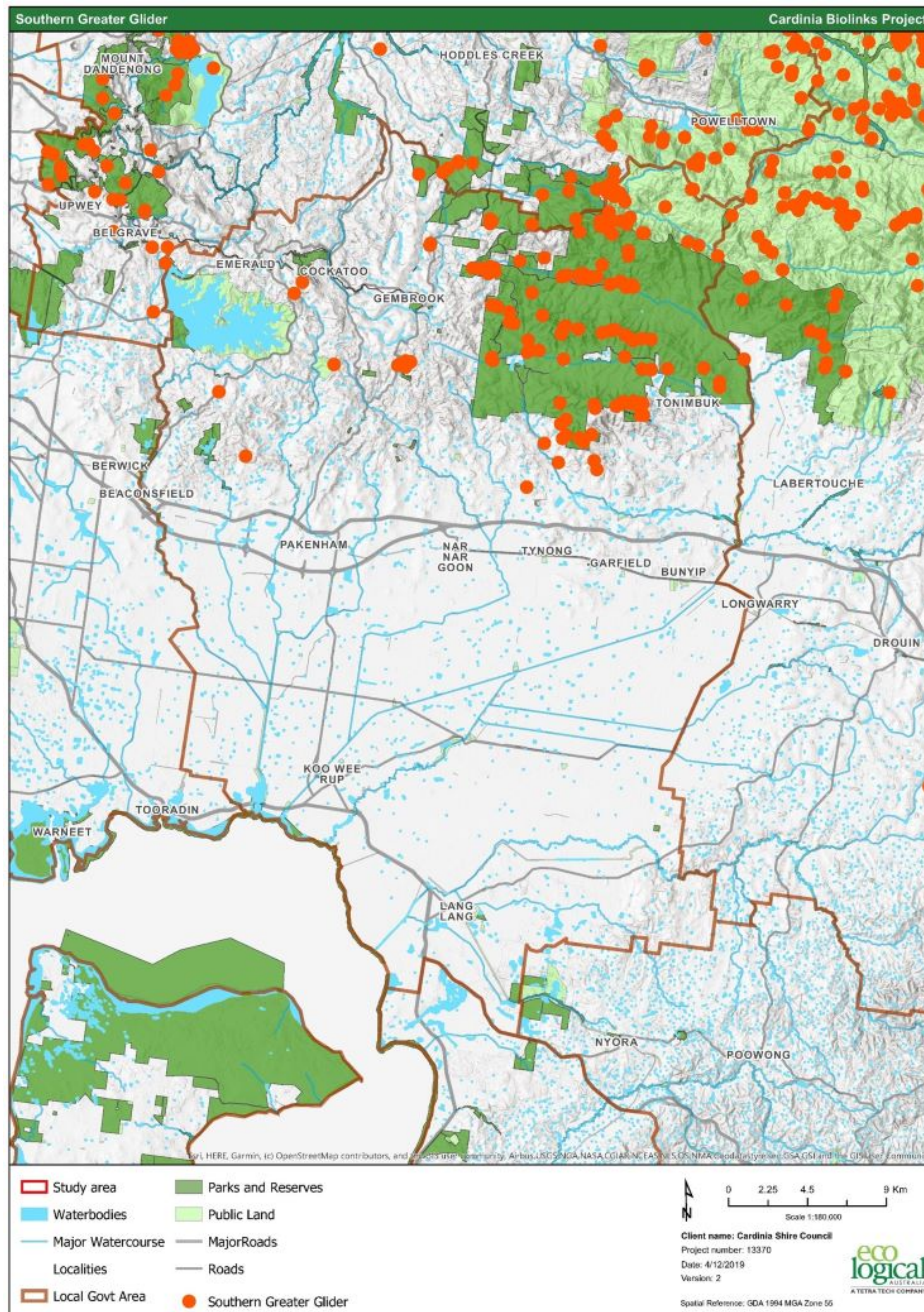 Southern Greater Glider
Cardinia Biolinks Project
MOUNT
DANDENONG
HODDLES CREEK
POWELLTOWN
UPWEY
BELGRAVE
EMERALD
COCKATOO
GEMBROOK
TONIMBUK
BERWICK
BEACONSFIELD
LABERTOUCHE
PAKENHAM
NAR
NAR
GOON
TYNONG
GARFIELD
BUNYIP
LONGWARRY
DROUIN
KOO WEE
RUP
TOORADIN
WARNEET
LANG
LANG
NYORA
POOWONG
HERE, Garmin, (c) OpenStreetMap contributors, and
Study area
Waterbodies
Major Watercourse
Localities
Local Govt Area
Parks and Reserves
Public Land
MajorRoads
Roads
Southern Greater Glider
N
0 2.25 4.5 9 Km
Scale 1:180,000
Client name: Cardinia Shire Council
Project number: 13370
Date: 4/12/2019
Version: 2
Spatial Reference: GDA 1994 MGA Zone 55
eco
logical
AUSTRALIA
A TETRA TECH COMPANY